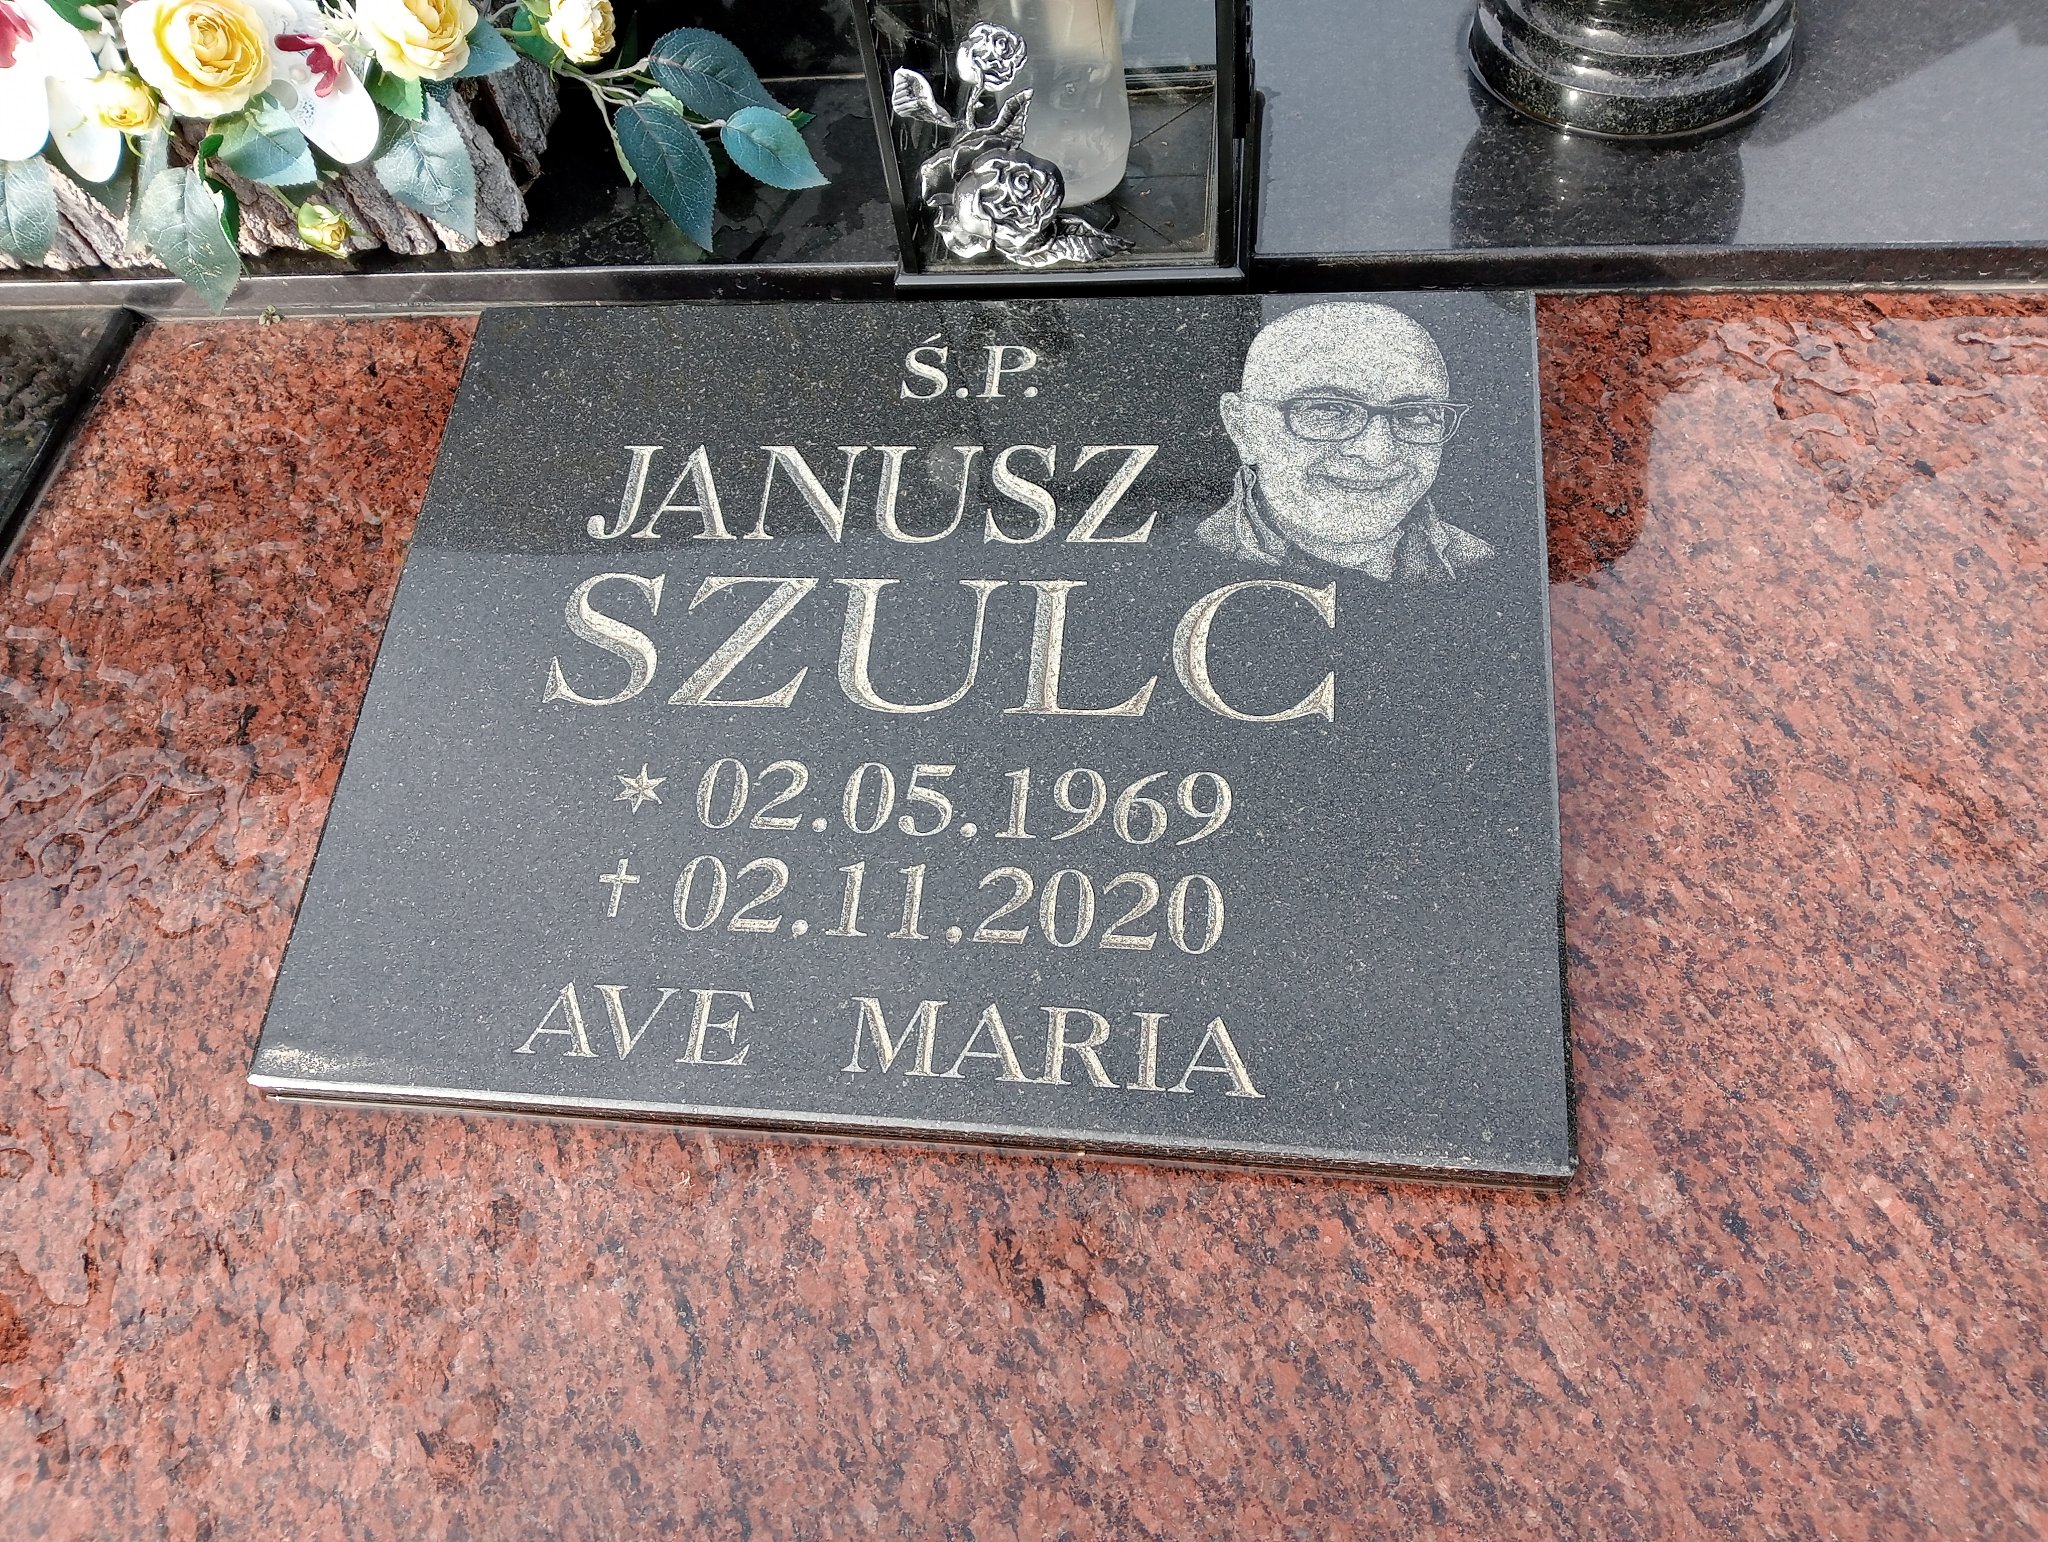 Ś.P.
JANUSZ
SZULC
* 02.05.1969
† 02.11.2020
AVE MARIA